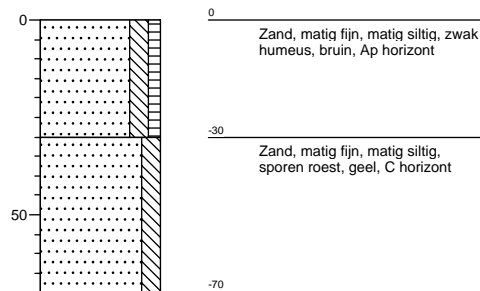 0
0
Zand, matig fijn, matig siltig, zwak
humeus, bruin, Ap horizont
-30
Zand, matig fijn, matig siltig,
sporen roest, geel, C horizont
50
-70